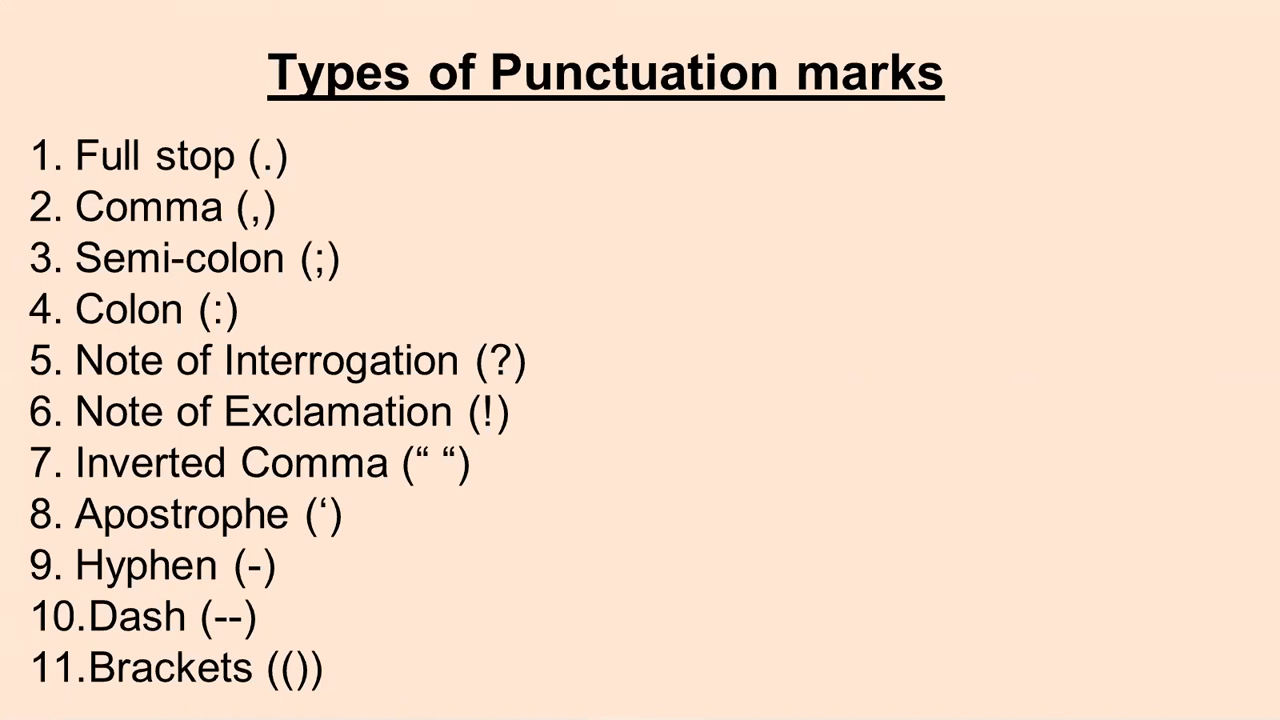 Types of Punctuation marks
1. Full stop (.)
2. Comma (,)
3. Semi-colon (;)
4. Colon (:)
5. Note of Interrogation (?)
6. Note of Exclamation (!)
7. Inverted Comma (“ “)
8. Apostrophe (‘)
9. Hyphen (-)
10.Dash (--)
11.Brackets (())